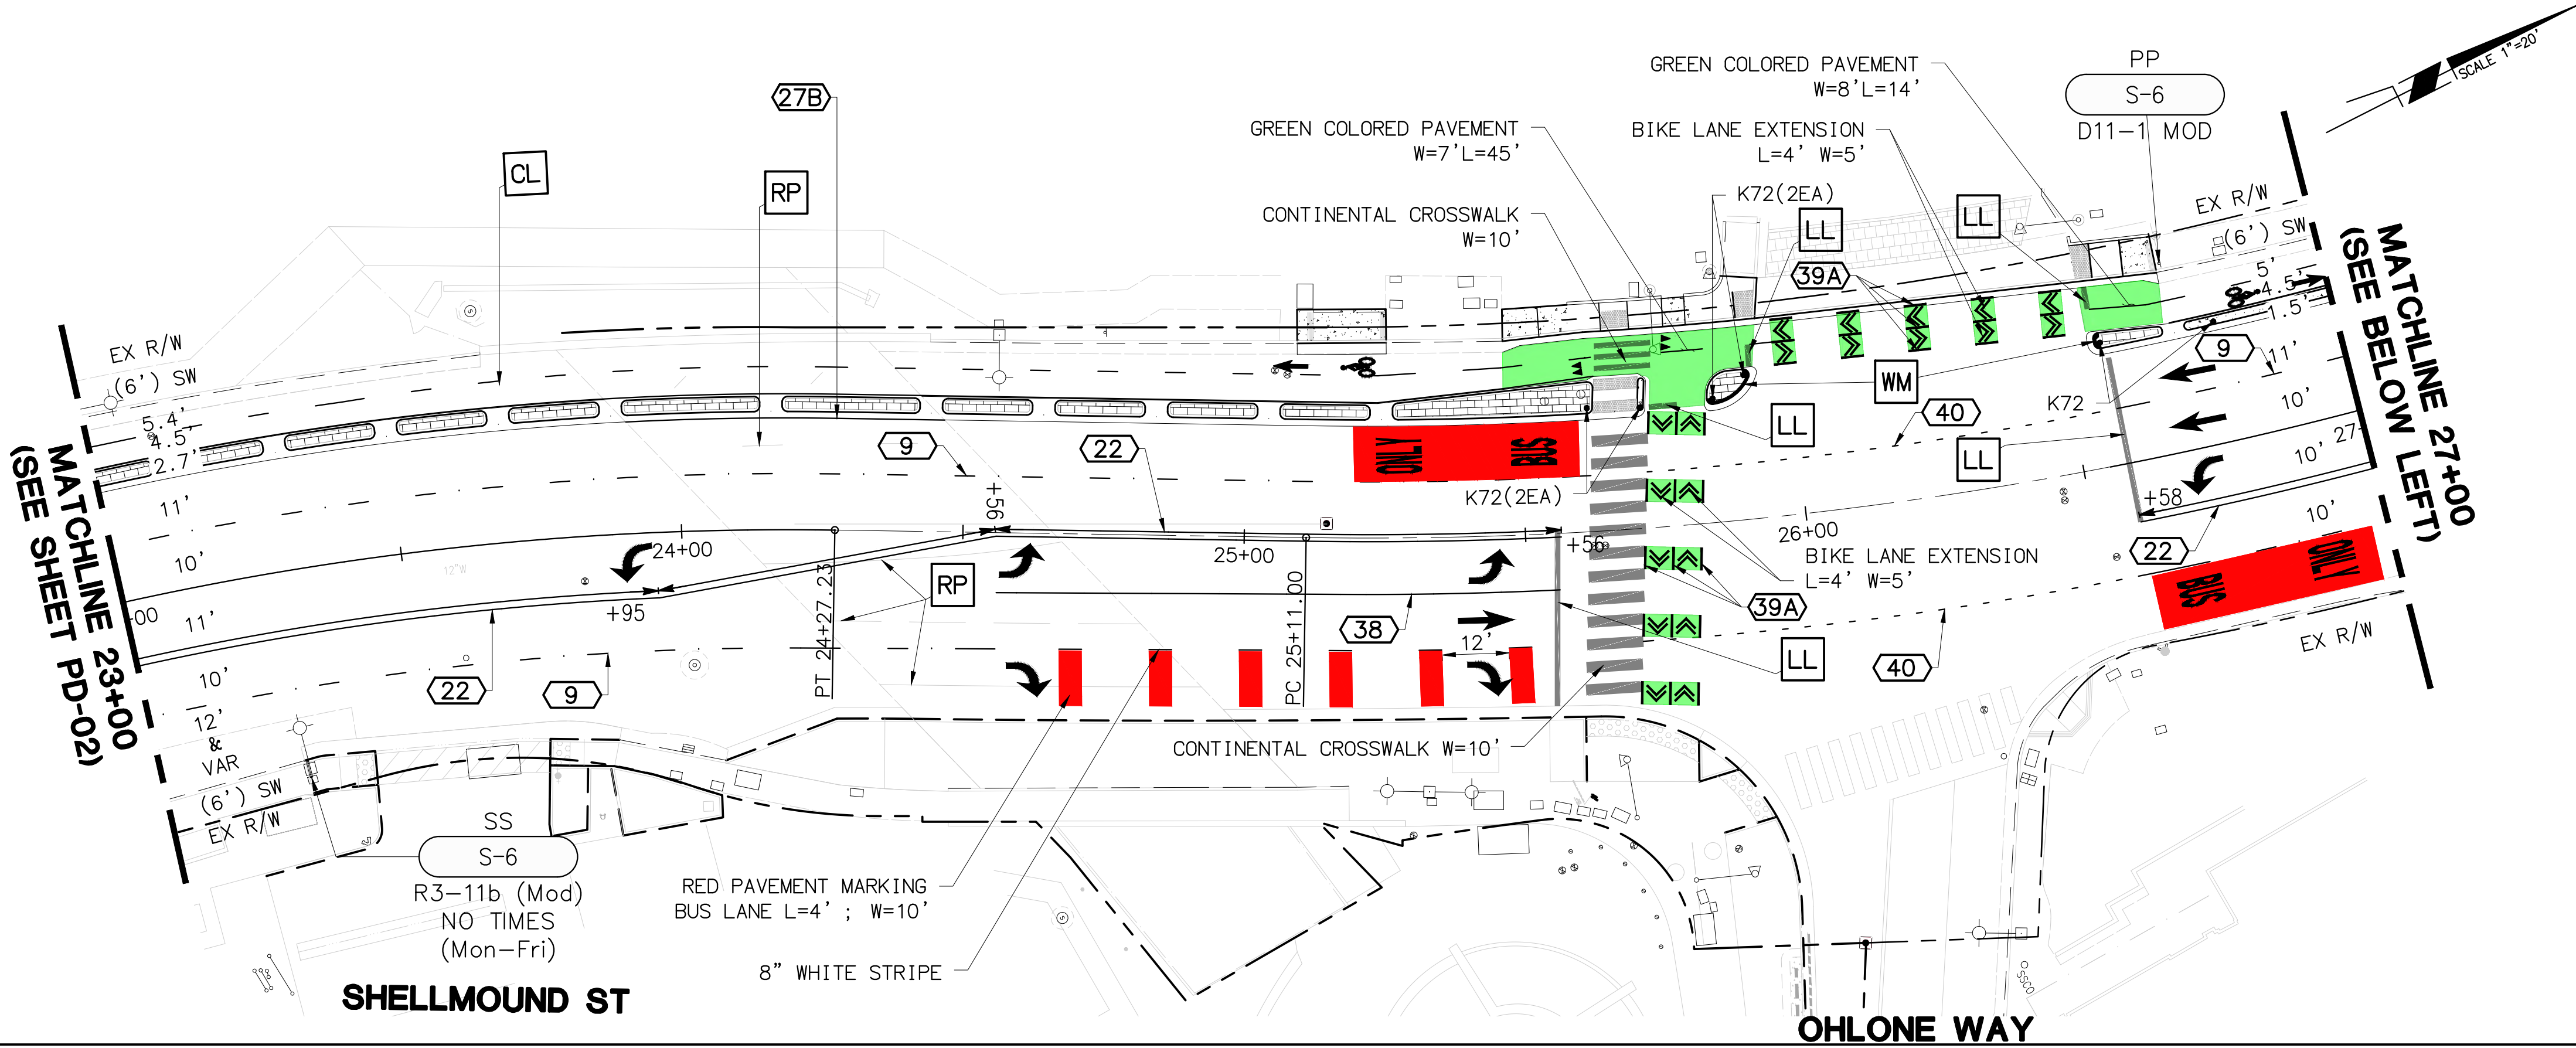 SCALE 1"=20'
PP
S-6
D11-1 MOD
GREEN COLORED PAVEMENT
W=8'L=14'
BIKE LANE EXTENSION
L=4' W=5'
GREEN COLORED PAVEMENT
W=7'L=45'
K72(2EA)
CONTINENTAL CROSSWALK
W=10'
27B
CL
RP
LL
LL
39A
EX R/W
(6') SW
5'
4.5'
1.5'
9
11'
10'
27-
10'
10'
MATCHLINE 27+00
(SEE BELOW LEFT)
WM
K72
40
LL
LL
+58
22
EX R/W
(6') SW
5.4'
4.5'
2.7'
11'
10'
-00
11'
10'
12'
&
VAR
(6') SW
EX R/W
MATCHLINE 23+00
(SEE SHEET PD-02)
9
22
+56
ONLY
BUS
K72(2EA)
24+00
12"W
25+00
+56
26+00
BIKE LANE EXTENSION
L=4' W=5'
39A
BUS
ONLY
EX R/W
+95
PT 24+27.23
RP
PC 25+11.00
38
12'
LL
40
22
9
CONTINENTAL CROSSWALK W=10'
SS
S-6
R3-11b (Mod)
NO TIMES
(Mon-Fri)
RED PAVEMENT MARKING
BUS LANE L=4' ; W=10'
8" WHITE STRIPE
SSCO
SHELLMOUND ST
OHLONE WAY